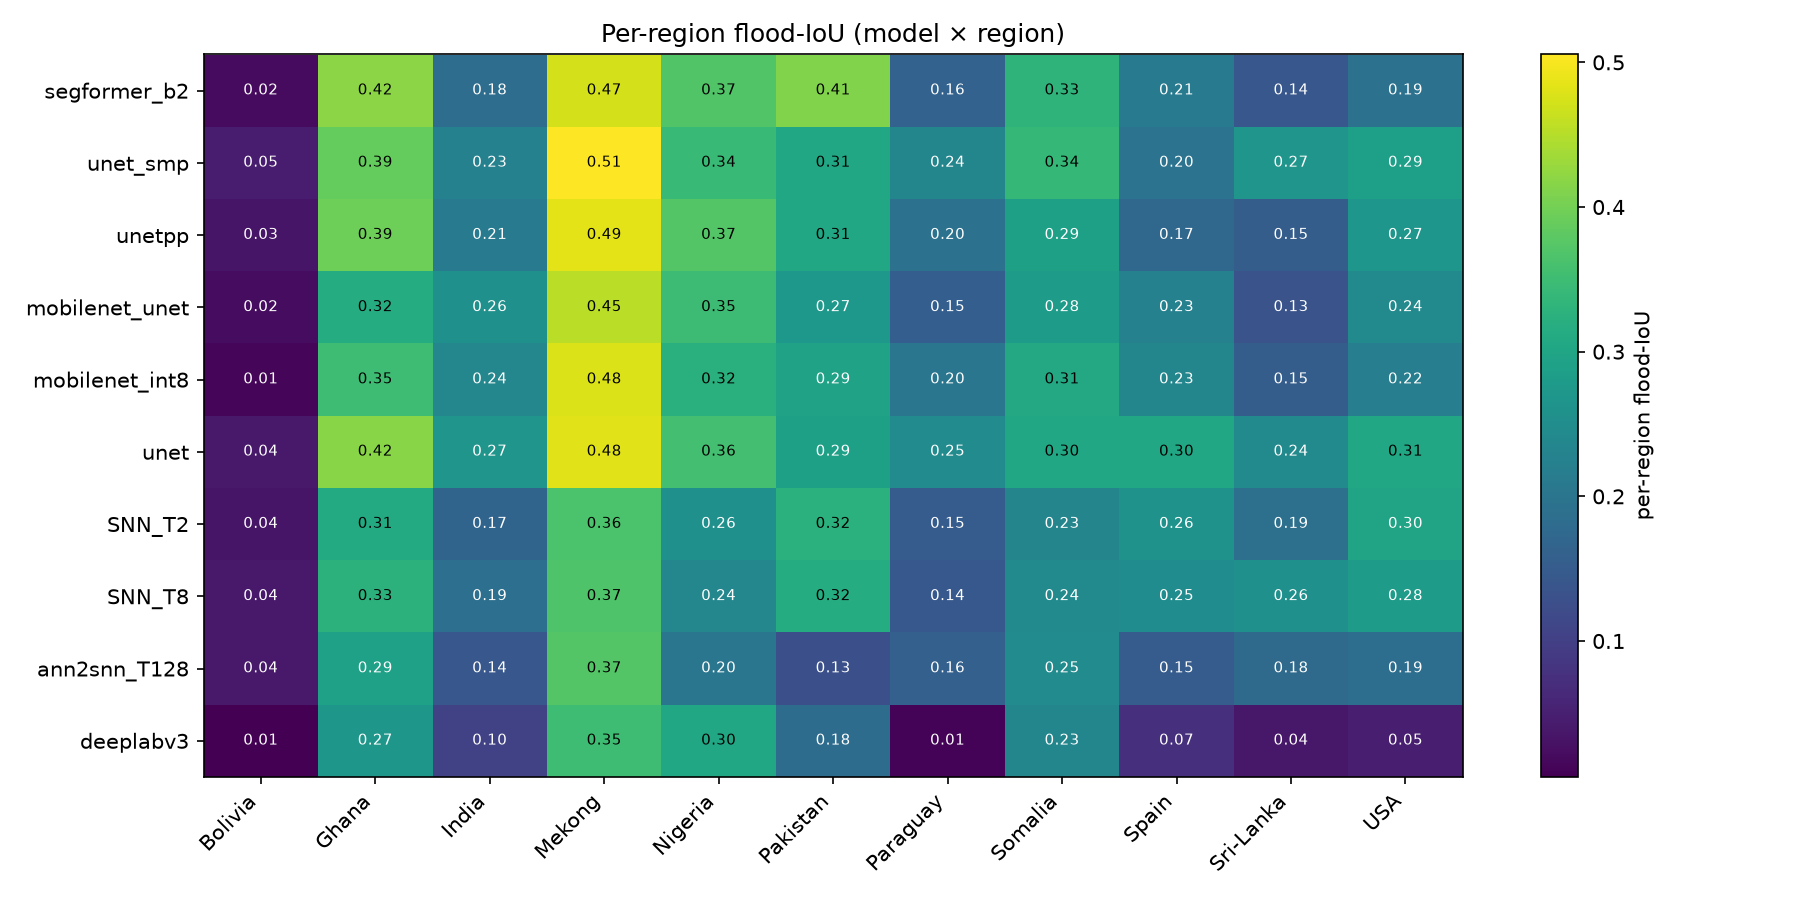 Per-region flood-IoU (model × region)
segformer_b2 0.02 0.42 0.18 0.47 0.37 0.41 0.16 0.33 0.21 0.14 0.19
unet_smp 0.05 0.39 0.23 0.51 0.34 0.31 0.24 0.34 0.20 0.27 0.29
unetpp 0.03 0.39 0.21 0.49 0.37 0.31 0.20 0.29 0.17 0.15 0.27
mobilenet_unet 0.02 0.32 0.26 0.45 0.35 0.27 0.15 0.28 0.23 0.13 0.24
mobilenet_int8 0.01 0.35 0.24 0.48 0.32 0.29 0.20 0.31 0.23 0.15 0.22
unet 0.04 0.42 0.27 0.48 0.36 0.29 0.25 0.30 0.30 0.24 0.31
SNN_T2 0.04 0.31 0.17 0.36 0.26 0.32 0.15 0.23 0.26 0.19 0.30
SNN_T8 0.04 0.33 0.19 0.37 0.24 0.32 0.14 0.24 0.25 0.26 0.28
ann2snn_T128 0.04 0.29 0.14 0.37 0.20 0.13 0.16 0.25 0.15 0.18 0.19
deeplabv3 0.01 0.27 0.10 0.35 0.30 0.18 0.01 0.23 0.07 0.04 0.05
Bolivia Ghana India Mekong Nigeria Pakistan Paraguay Somalia Spain Sri-Lanka USA
0.5
0.4
0.3
0.2
0.1
per-region flood-IoU